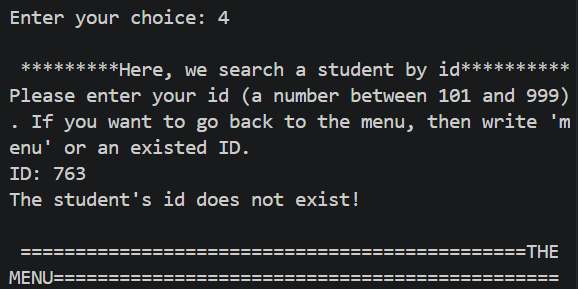 Enter your choice: 4
*********Here, we search a student by id**********
Please enter your id (a number between 101 and 999)
. If you want to go back to the menu, then write 'm
enu' or an existed ID.
ID: 763
The student's id does not exist!
==============================================THE
MENU==============================================